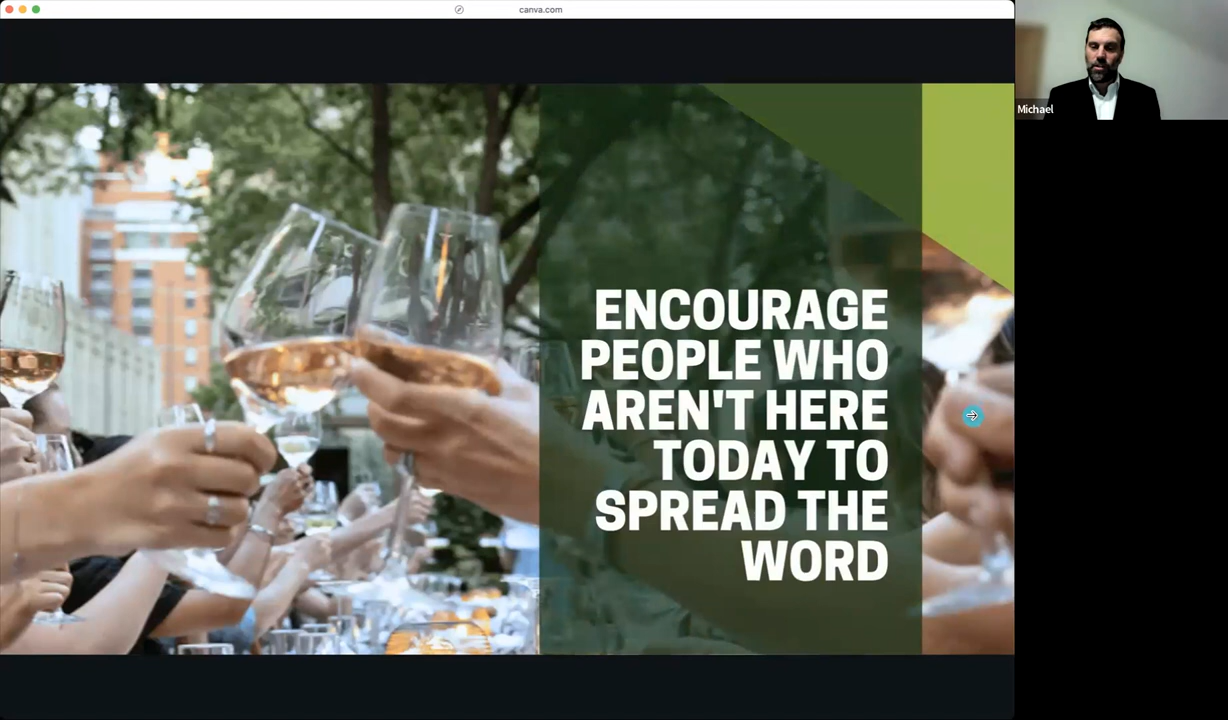 canva.com
Michael
ENCOURAGE
PEOPLE WHO
AREN'T HERE
TODAY TO
SPREAD THE
WORD